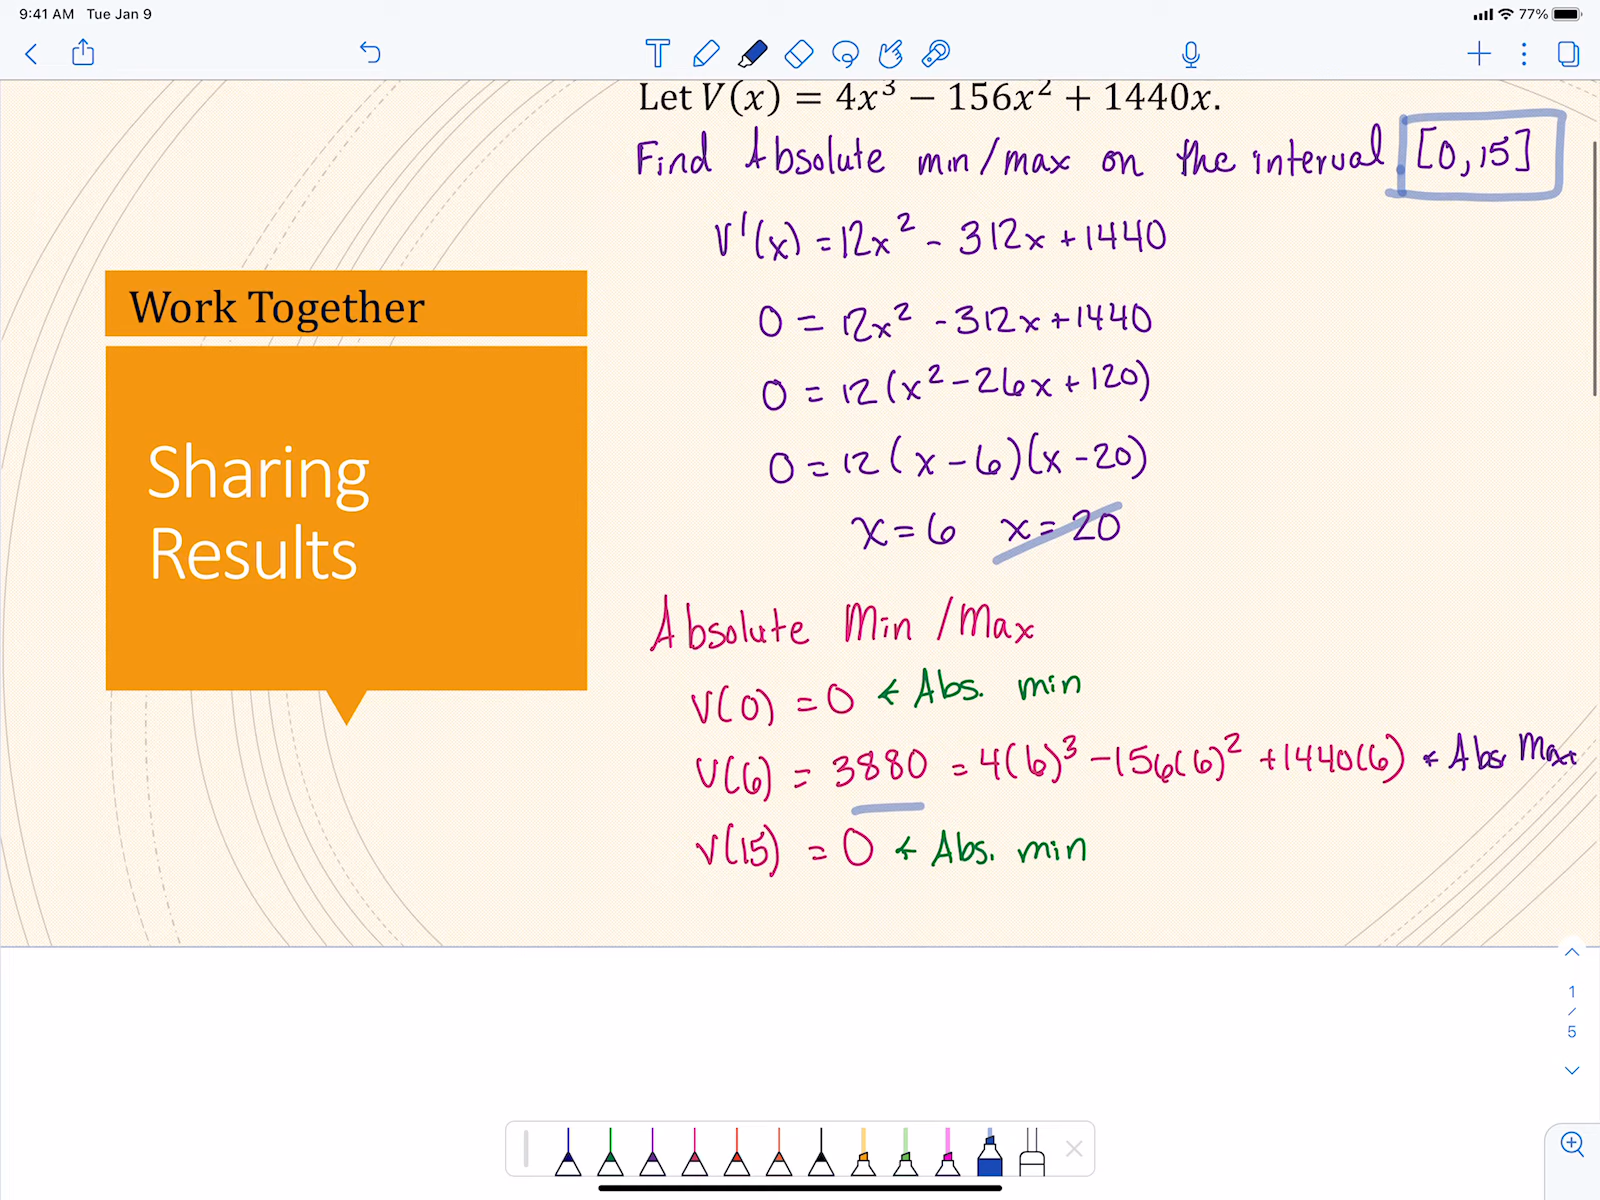 9:41 AM Tue Jan 9
77%
Let V(x) = 4x³ − 156x² + 1440x.
Find Absolute min/max on the interval [0,15]
V'(x) = 12x² - 312x + 1440
0 = 12x² - 312x + 1440
0 = 12(x² - 26x + 120)
0 = 12(x - 6)(x - 20)
x = 6 x = 20
Work Together
Sharing
Results
Absolute Min/Max
V(0) = 0 ← Abs. min
V(6) = 3880 = 4(6)³ - 156(6)² + 1440(6) ← Abs Max
V(15) = 0 ← Abs. min
1
/
5